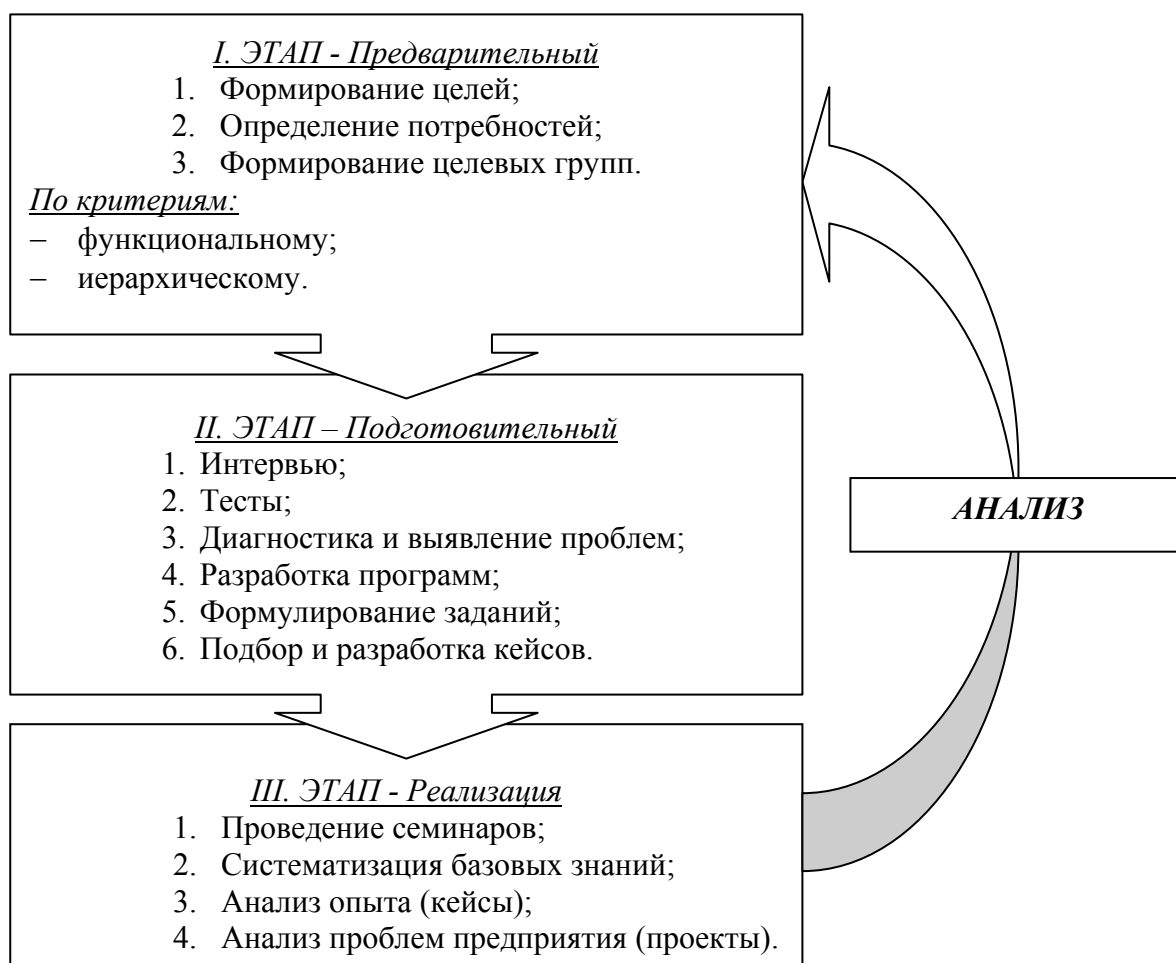 I. ЭТАП - Предварительный
1. Формирование целей;
2. Определение потребностей;
3. Формирование целевых групп.
По критериям:
– функциональному;
– иерархическому.
II. ЭТАП – Подготовительный
1. Интервью;
2. Тесты;
3. Диагностика и выявление проблем;
4. Разработка программ;
5. Формулирование заданий;
6. Подбор и разработка кейсов.
АНАЛИЗ
III. ЭТАП - Реализация
1. Проведение семинаров;
2. Систематизация базовых знаний;
3. Анализ опыта (кейсы);
4. Анализ проблем предприятия (проекты).